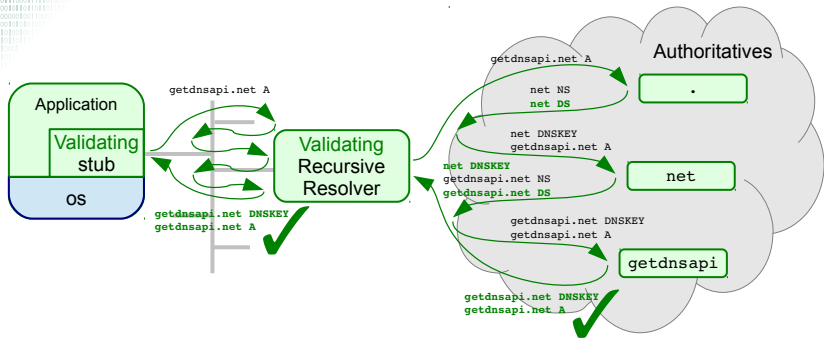 Authoritatives
getdnsapi.net A
.
net NS
net DS
Application
Validating
stub
os
getdnsapi.net A
Validating
Recursive
Resolver
net DNSKEY
getdnsapi.net A
net DNSKEY
getdnsapi.net NS
getdnsapi.net DS
net
getdnsapi.net DNSKEY
getdnsapi.net A
getdnsapi.net DNSKEY
getdnsapi.net A
getdnsapi
getdnsapi.net DNSKEY
getdnsapi.net A